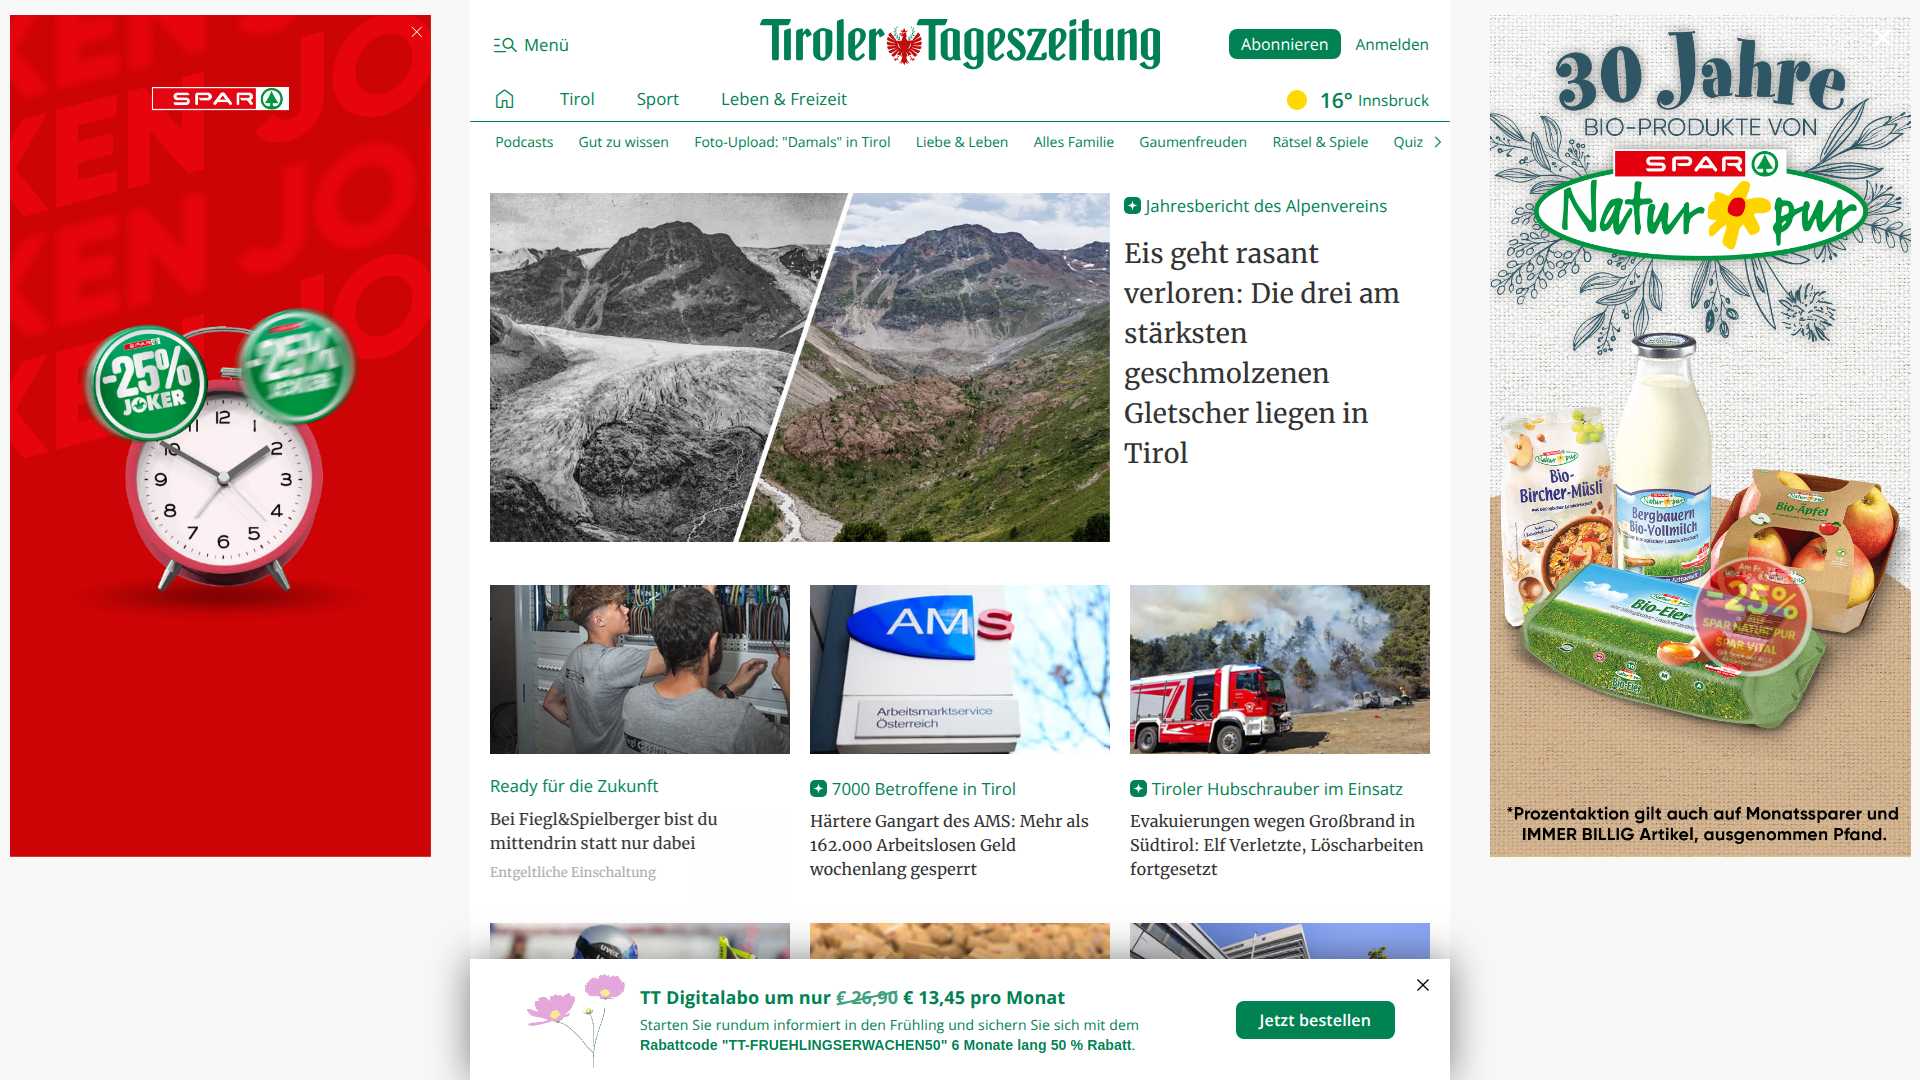 Menü
Tiroler Tageszeitung
Abonnieren
Anmelden
Tirol
Sport
Leben & Freizeit
16° Innsbruck
Podcasts
Gut zu wissen
Foto-Upload: "Damals" in Tirol
Liebe & Leben
Alles Familie
Gaumenfreuden
Rätsel & Spiele
Quiz
SPAR
-25%
JOKER
-25%
JOKER
12
1
2
3
4
5
6
7
8
9
10
11
Jahresbericht des Alpenvereins
Eis geht rasant
verloren: Die drei am
stärksten
geschmolzenen
Gletscher liegen in
Tirol
AMS
Arbeitsmarktservice
Österreich
Ready für die Zukunft
Bei Fiegl&Spielberger bist du
mittendrin statt nur dabei
Entgeltliche Einschaltung
7000 Betroffene in Tirol
Härtere Gangart des AMS: Mehr als
162.000 Arbeitslosen Geld
wochenlang gesperrt
Tiroler Hubschrauber im Einsatz
Evakuierungen wegen Großbrand in
Südtirol: Elf Verletzte, Löscharbeiten
fortgesetzt
uvex
TT Digitalabo um nur € 26,90 € 13,45 pro Monat
Starten Sie rundum informiert in den Frühling und sichern Sie sich mit dem
Rabattcode "TT-FRUEHLINGSERWACHEN50" 6 Monate lang 50 % Rabatt.
Jetzt bestellen
30 Jahre
BIO-PRODUKTE VON
SPAR
Natur pur
Bio-
Bircher-Müsli
Bergbauern
Bio-Vollmilch
Bio-Äpfel
Bio-Eier
-25%
SPAR NATUR PUR
SPAR VITAL
*Prozentaktion gilt auch auf Monatssparer und
IMMER BILLIG Artikel, ausgenommen Pfand.